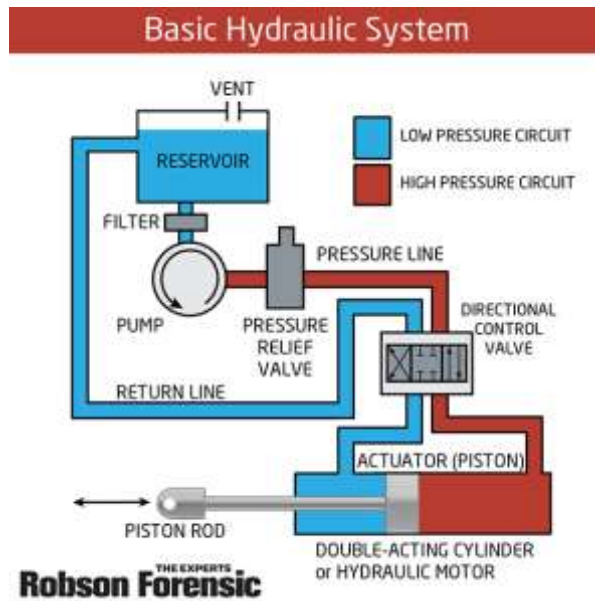 Basic Hydraulic System
VENT
RESERVOIR
LOW PRESSURE CIRCUIT
HIGH PRESSURE CIRCUIT
FILTER
PRESSURE LINE
PUMP
PRESSURE
RELIEF
VALVE
DIRECTIONAL
CONTROL
VALVE
RETURN LINE
ACTUATOR (PISTON)
PISTON ROD
DOUBLE-ACTING CYLINDER
or HYDRAULIC MOTOR
THE EXPERTS
Robson Forensic